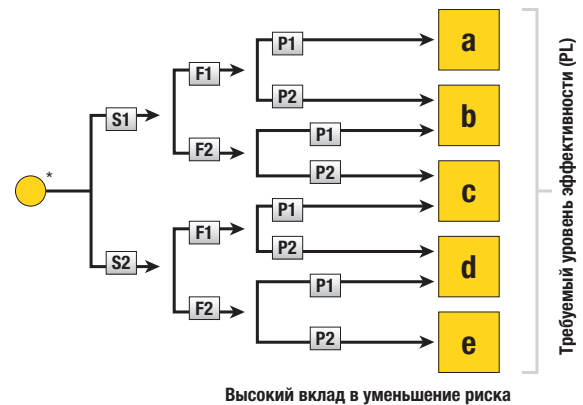 P1
a
F1
P2
b
S1
P1
F2
P2
c
*
P1
F1
P2
d
S2
P1
F2
P2
e
Высокий вклад в уменьшение риска
Требуемый уровень эффективности (PL)